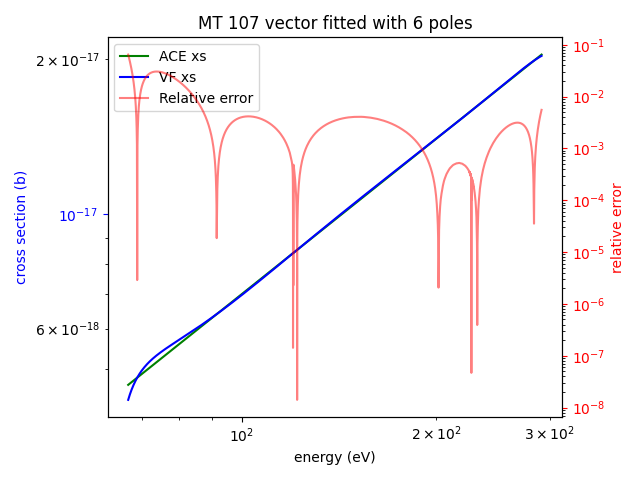 MT 107 vector fitted with 6 poles
ACE xs
VF xs
Relative error
2 × 10⁻¹⁷
10⁻¹⁷
6 × 10⁻¹⁸
cross section (b)
10⁻¹
10⁻²
10⁻³
10⁻⁴
10⁻⁵
10⁻⁶
10⁻⁷
10⁻⁸
relative error
10²
2 × 10²
3 × 10²
energy (eV)